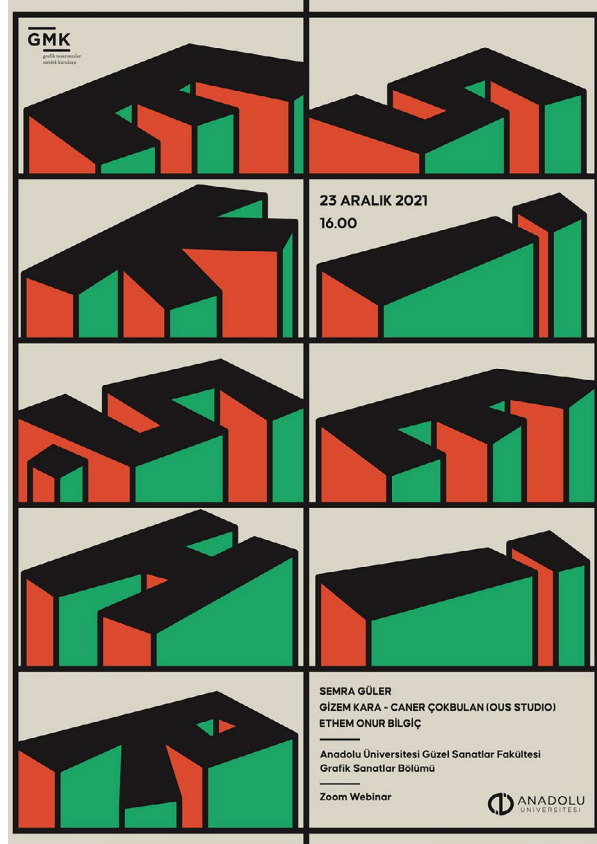 GMK
grafik tasarımcılar
meslek kuruluşu
E S
K İ
23 ARALIK 2021
16.00
Ş E
H İ
R
SEMRA GÜLER
GİZEM KARA - CANER ÇOKBULAN (OUS STUDIO)
ETHEM ONUR BİLGİÇ
Anadolu Üniversitesi Güzel Sanatlar Fakültesi
Grafik Sanatlar Bölümü
Zoom Webinar
ANADOLU
ÜNİVERSİTESİ